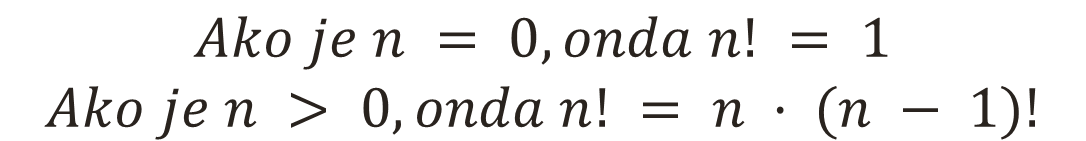 Ako je n = 0, onda n! = 1
Ako je n > 0, onda n! = n · (n − 1)!